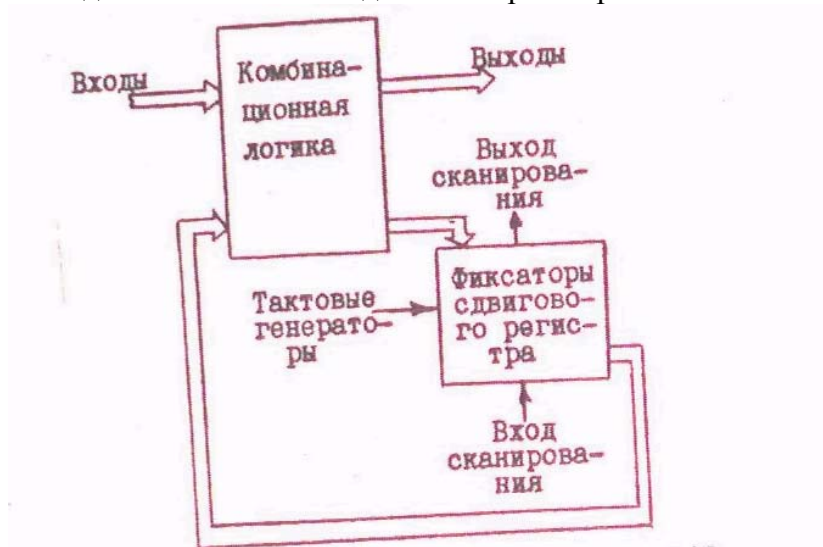 Входы
Комбина-
ционная
логика
Выходы
Выход
сканирова-
ния
Тактовые
генерато-
ры
Фиксаторы
сдвигово-
го регис-
тра
Вход
сканирова-
ния